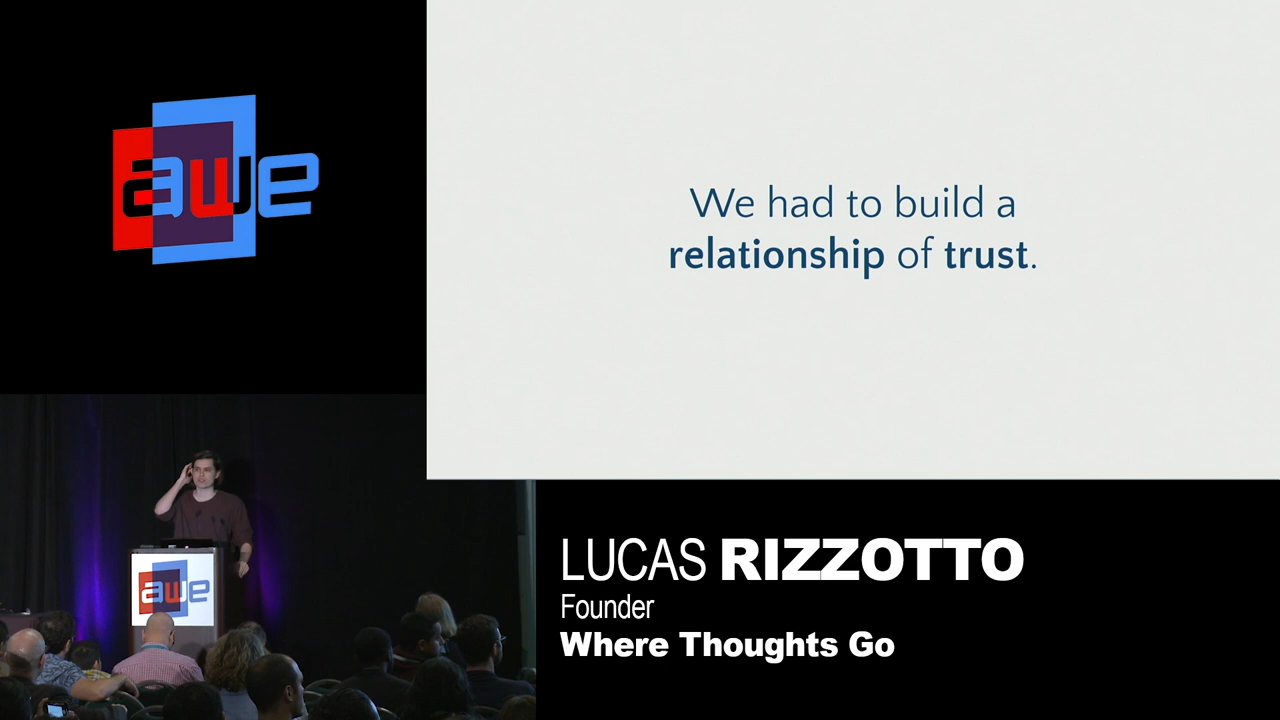 awe
We had to build a
relationship of trust.
awe
LUCAS RIZZOTTO
Founder
Where Thoughts Go